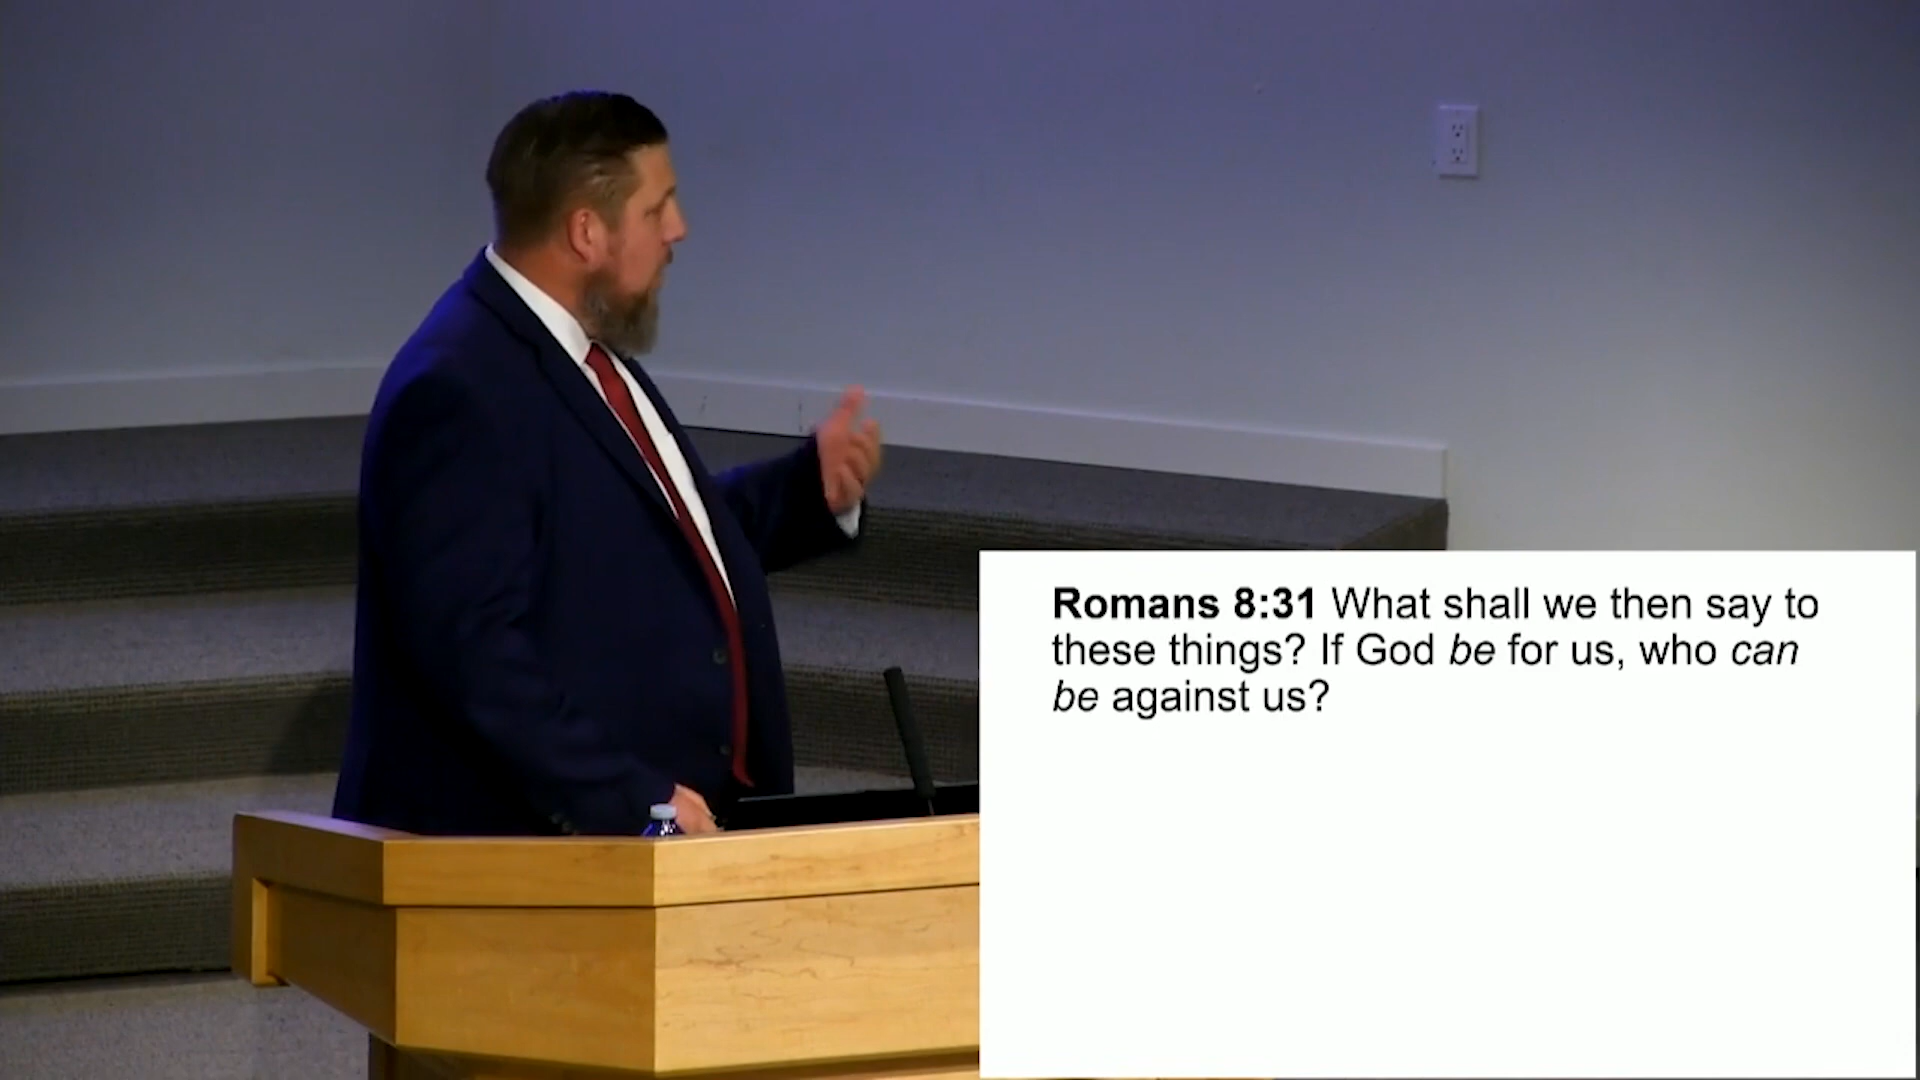 Romans 8:31 What shall we then say to
these things? If God be for us, who can
be against us?